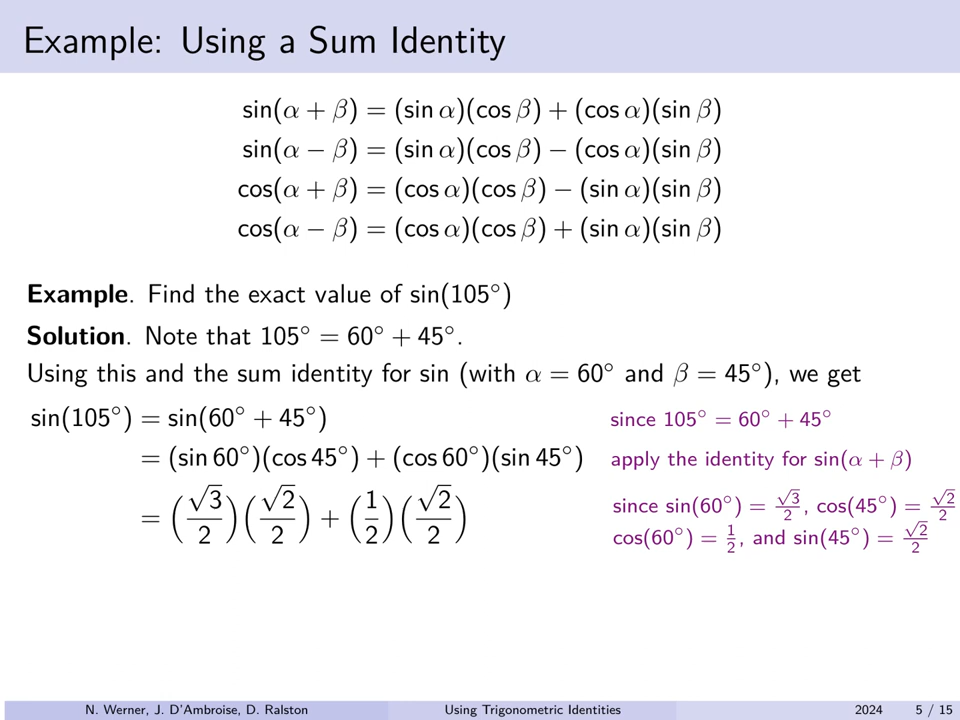 Example: Using a Sum Identity
sin(α + β) = (sin α)(cos β) + (cos α)(sin β)
sin(α − β) = (sin α)(cos β) − (cos α)(sin β)
cos(α + β) = (cos α)(cos β) − (sin α)(sin β)
cos(α − β) = (cos α)(cos β) + (sin α)(sin β)
Example. Find the exact value of sin(105°)
Solution. Note that 105° = 60° + 45°.
Using this and the sum identity for sin (with α = 60° and β = 45°), we get
sin(105°) = sin(60° + 45°) since 105° = 60° + 45°
= (sin 60°)(cos 45°) + (cos 60°)(sin 45°) apply the identity for sin(α + β)
= (√3/2)(√2/2) + (1/2)(√2/2) since sin(60°) = √3/2, cos(45°) = √2/2
cos(60°) = 1/2, and sin(45°) = √2/2
N. Werner, J. D'Ambroise, D. Ralston Using Trigonometric Identities 2024 5 / 15